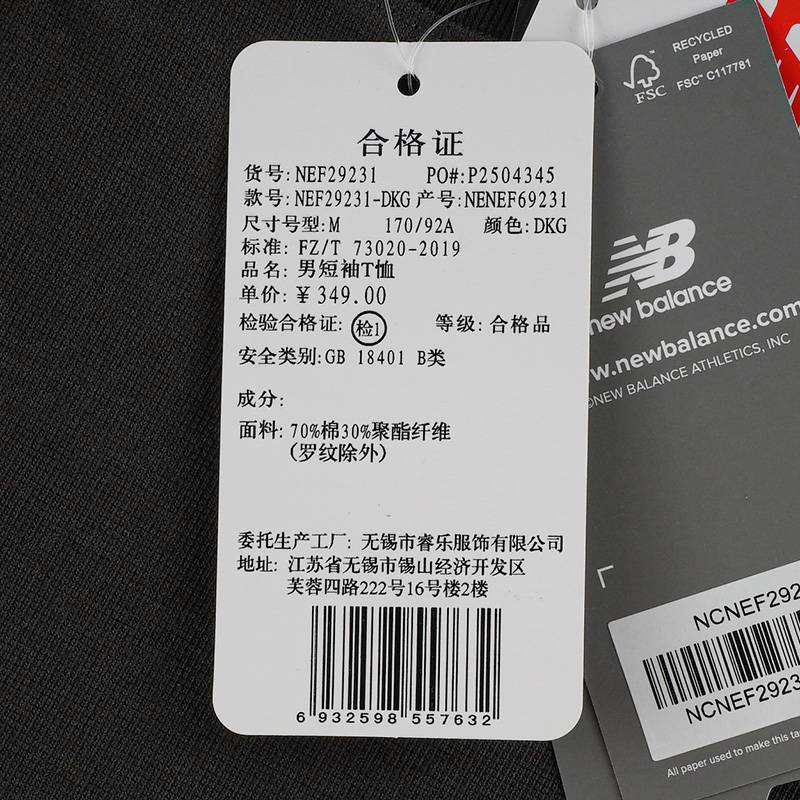 合格证
货号: NEF29231 PO#:P2504345
款号: NEF29231-DKG 产号: NENEF69231
尺寸号型: M 170/92A 颜色: DKG
标准: FZ/T 73020-2019
品名: 男短袖T恤
单价: ¥ 349.00
检验合格证: 检1 等级: 合格品
安全类别: GB 18401 B类
成分:
面料: 70%棉30%聚酯纤维
(罗纹除外)
委托生产工厂: 无锡市睿乐服饰有限公司
地址: 江苏省无锡市锡山经济开发区
芙蓉四路222号16号楼2楼
6 932598 557632
RECYCLED
Paper
FSC™ C117781
FSC
NB
new balance
w.newbalance.com
©NEW BALANCE ATHLETICS, INC
NCNEF292
NCNEF2923
All paper used to make this ta